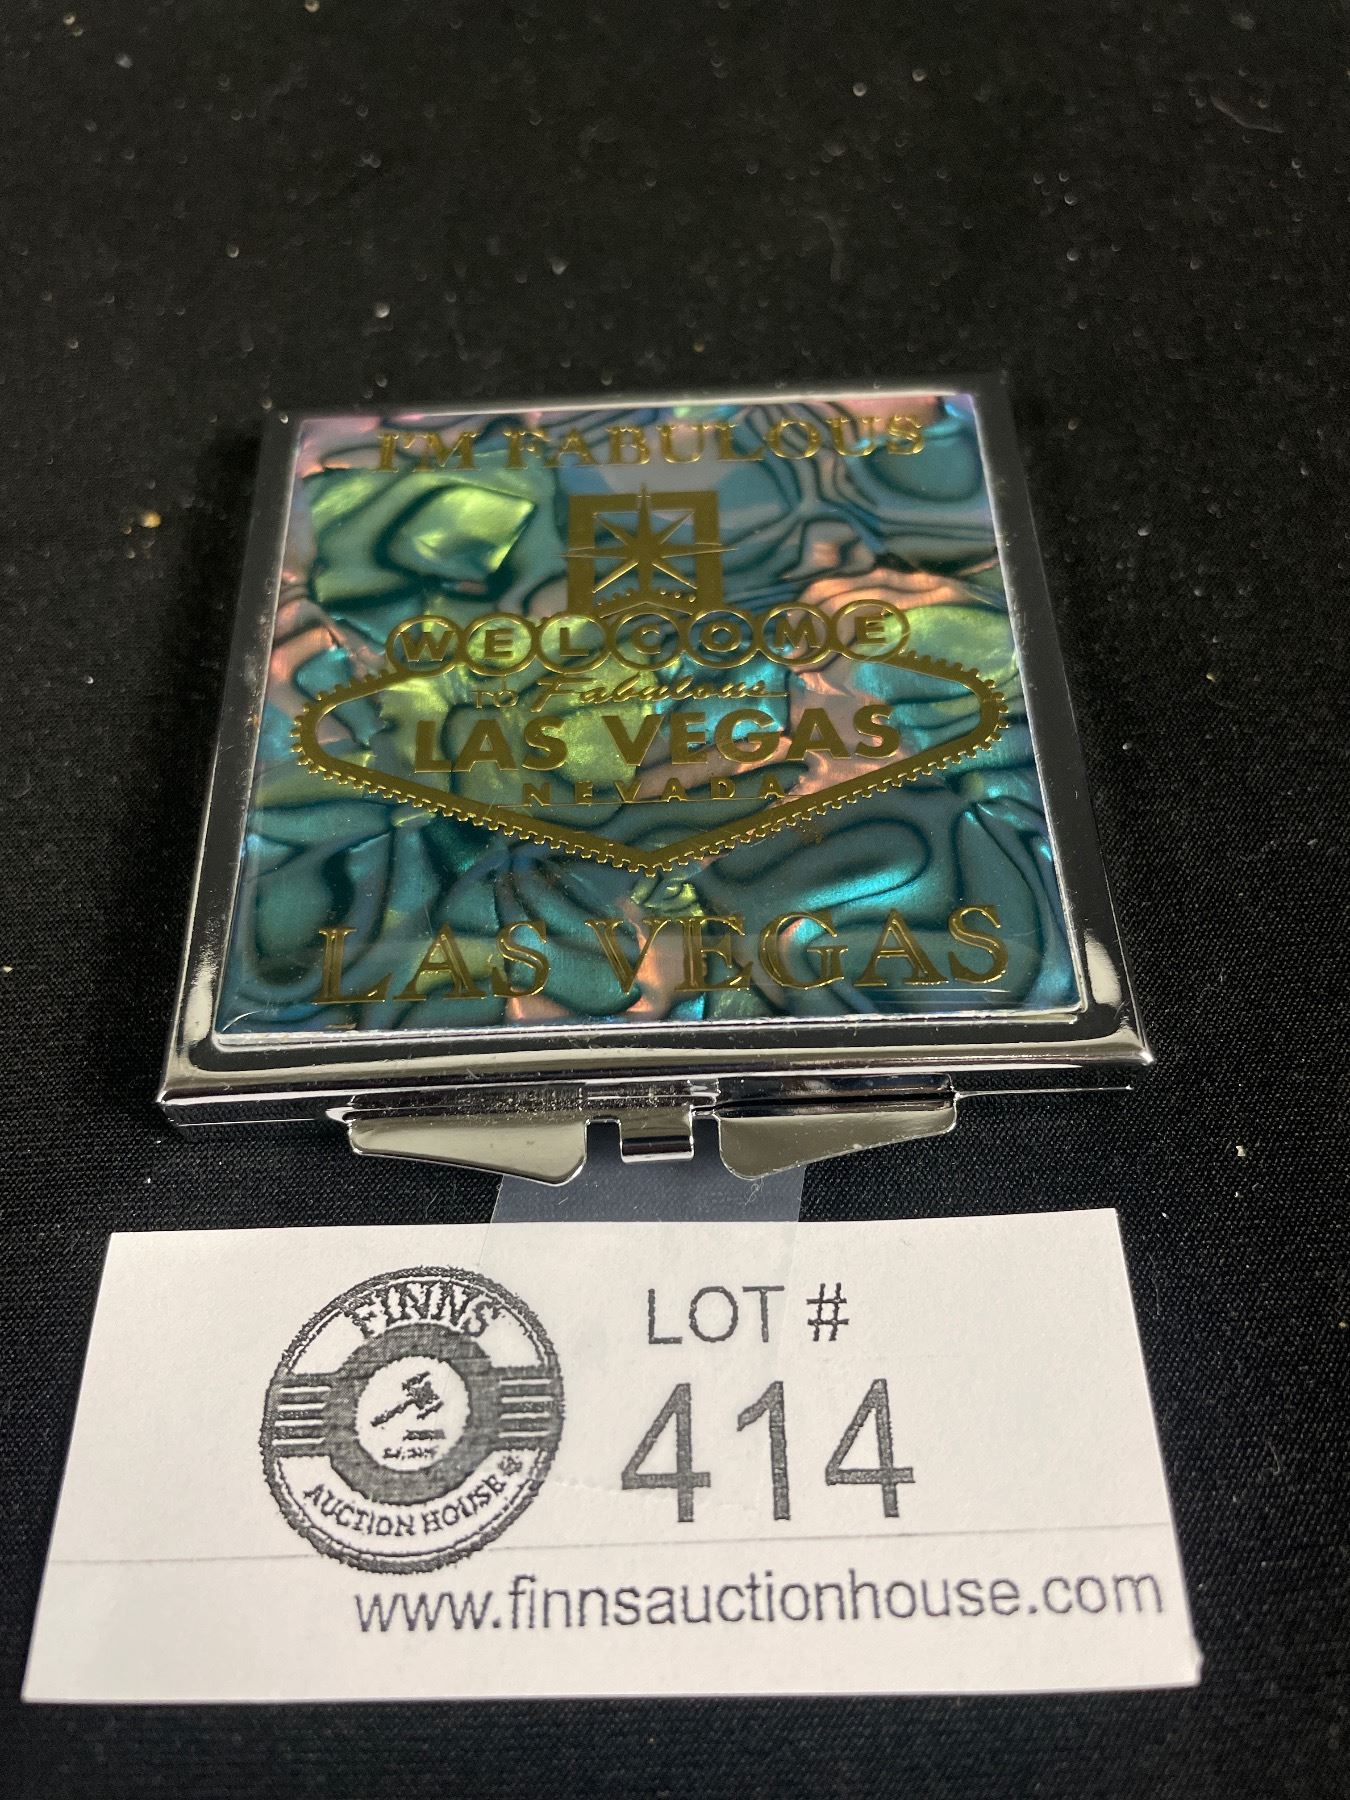 I'M FABULOUS
WELCOME
TO Fabulous
LAS VEGAS
NEVADA
LAS VEGAS
FINNS
AUCTION HOUSE
LOT #
414
www.finnsauctionhouse.com